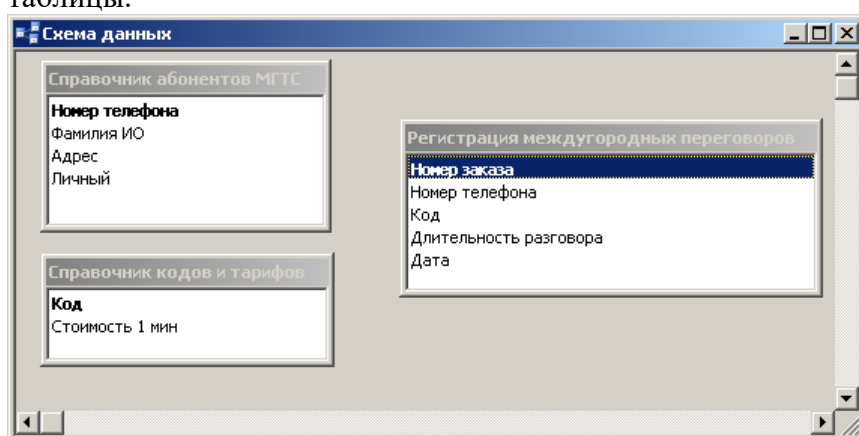 таблицы.
Схема данных
Справочник абонентов МГТС
Номер телефона
Фамилия ИО
Адрес
Личный
Регистрация междугородных переговоров
Номер заказа
Номер телефона
Код
Длительность разговора
Дата
Справочник кодов и тарифов
Код
Стоимость 1 мин